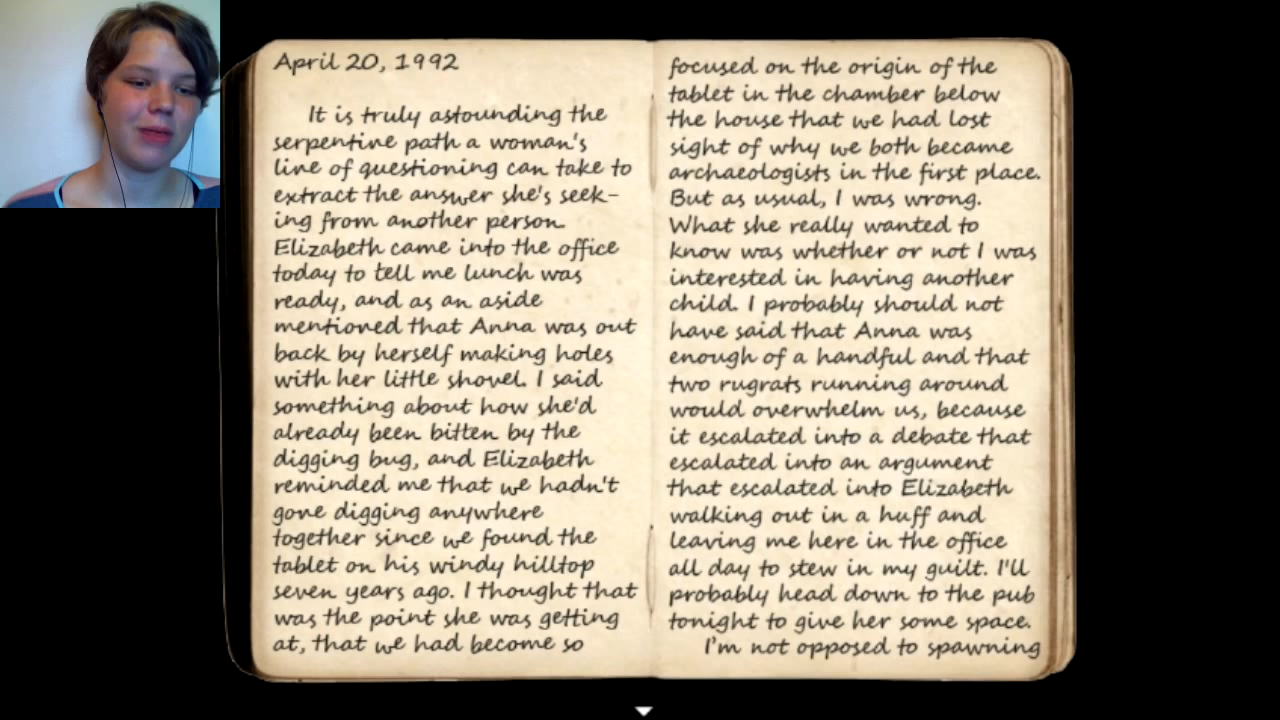 April 20, 1992
It is truly astounding the
serpentine path a woman's
line of questioning can take to
extract the answer she's seek-
ing from another person.
Elizabeth came into the office
today to tell me lunch was
ready, and as an aside
mentioned that Anna was out
back by herself making holes
with her little shovel. I said
something about how she'd
already been bitten by the
digging bug, and Elizabeth
reminded me that we hadn't
gone digging anywhere
together since we found the
tablet on his windy hilltop
seven years ago. I thought that
was the point she was getting
at, that we had become so
focused on the origin of the
tablet in the chamber below
the house that we had lost
sight of why we both became
archaeologists in the first place.
But as usual, I was wrong.
What she really wanted to
know was whether or not I was
interested in having another
child. I probably should not
have said that Anna was
enough of a handful and that
two rugrats running around
would overwhelm us, because
it escalated into a debate that
escalated into an argument
that escalated into Elizabeth
walking out in a huff and
leaving me here in the office
all day to stew in my guilt. I'll
probably head down to the pub
tonight to give her some space.
I'm not opposed to spawning